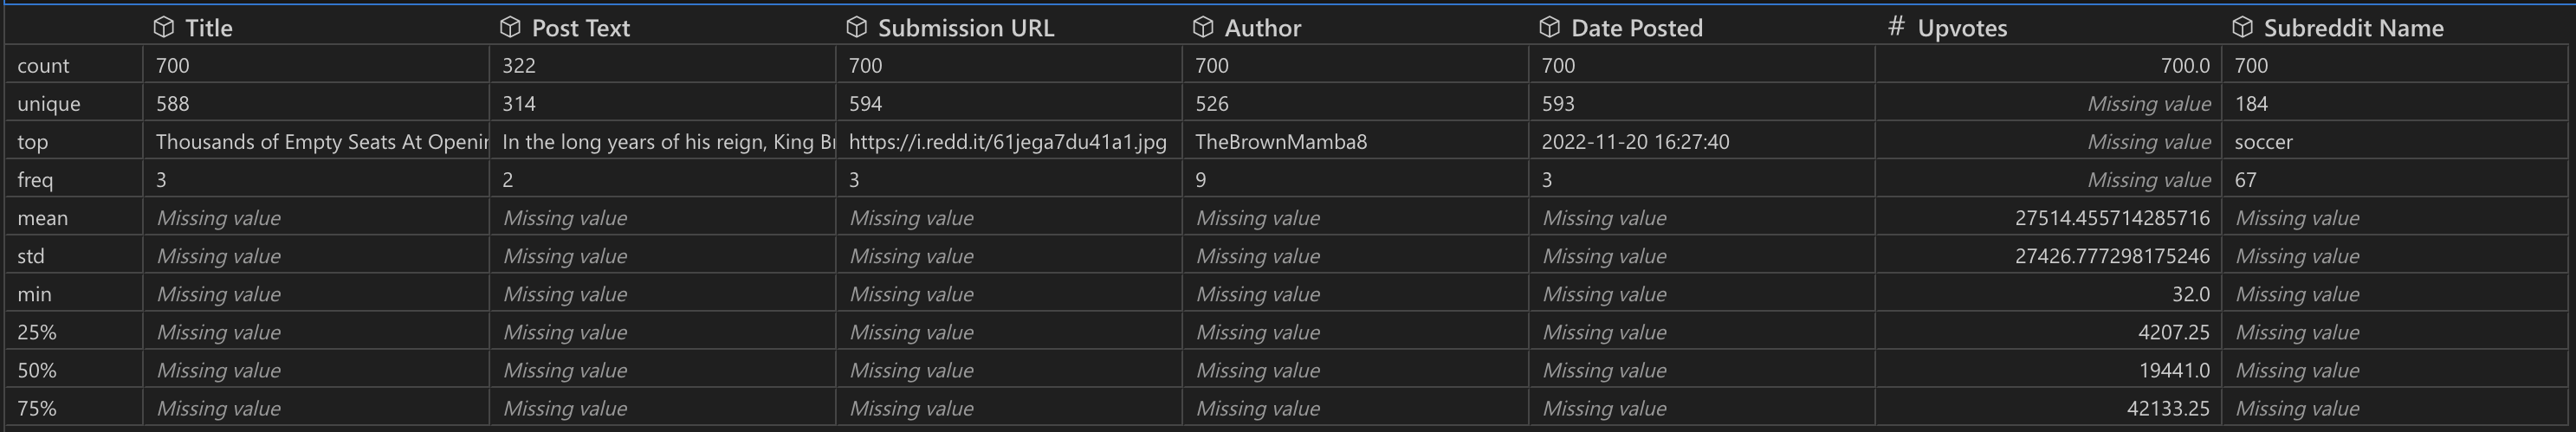 Title Post Text Submission URL Author Date Posted # Upvotes Subreddit Name
count 700 322 700 700 700 700.0 700
unique 588 314 594 526 593 Missing value 184
top Thousands of Empty Seats At In the long years of his reign, King https://i.redd.it/61jega7du41a1.jpg TheBrownMamba8 2022-11-20 16:27:40 Missing value soccer
freq 3 2 3 9 3 Missing value 67
mean Missing value Missing value Missing value Missing value Missing value 27514.455714285716 Missing value
std Missing value Missing value Missing value Missing value Missing value 27426.777298175246 Missing value
min Missing value Missing value Missing value Missing value Missing value 32.0 Missing value
25% Missing value Missing value Missing value Missing value Missing value 4207.25 Missing value
50% Missing value Missing value Missing value Missing value Missing value 19441.0 Missing value
75% Missing value Missing value Missing value Missing value Missing value 42133.25 Missing value